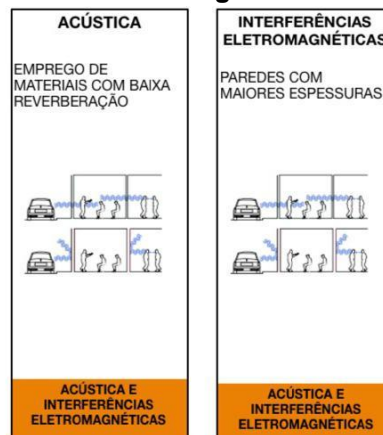 ACÚSTICA
EMPREGO DE
MATERIAIS COM BAIXA
REVERBERAÇÃO
ACÚSTICA E
INTERFERÊNCIAS
ELETROMAGNÉTICAS
INTERFERÊNCIAS
ELETROMAGNÉTICAS
PAREDES COM
MAIORES ESPESSURAS
ACÚSTICA E
INTERFERÊNCIAS
ELETROMAGNÉTICAS